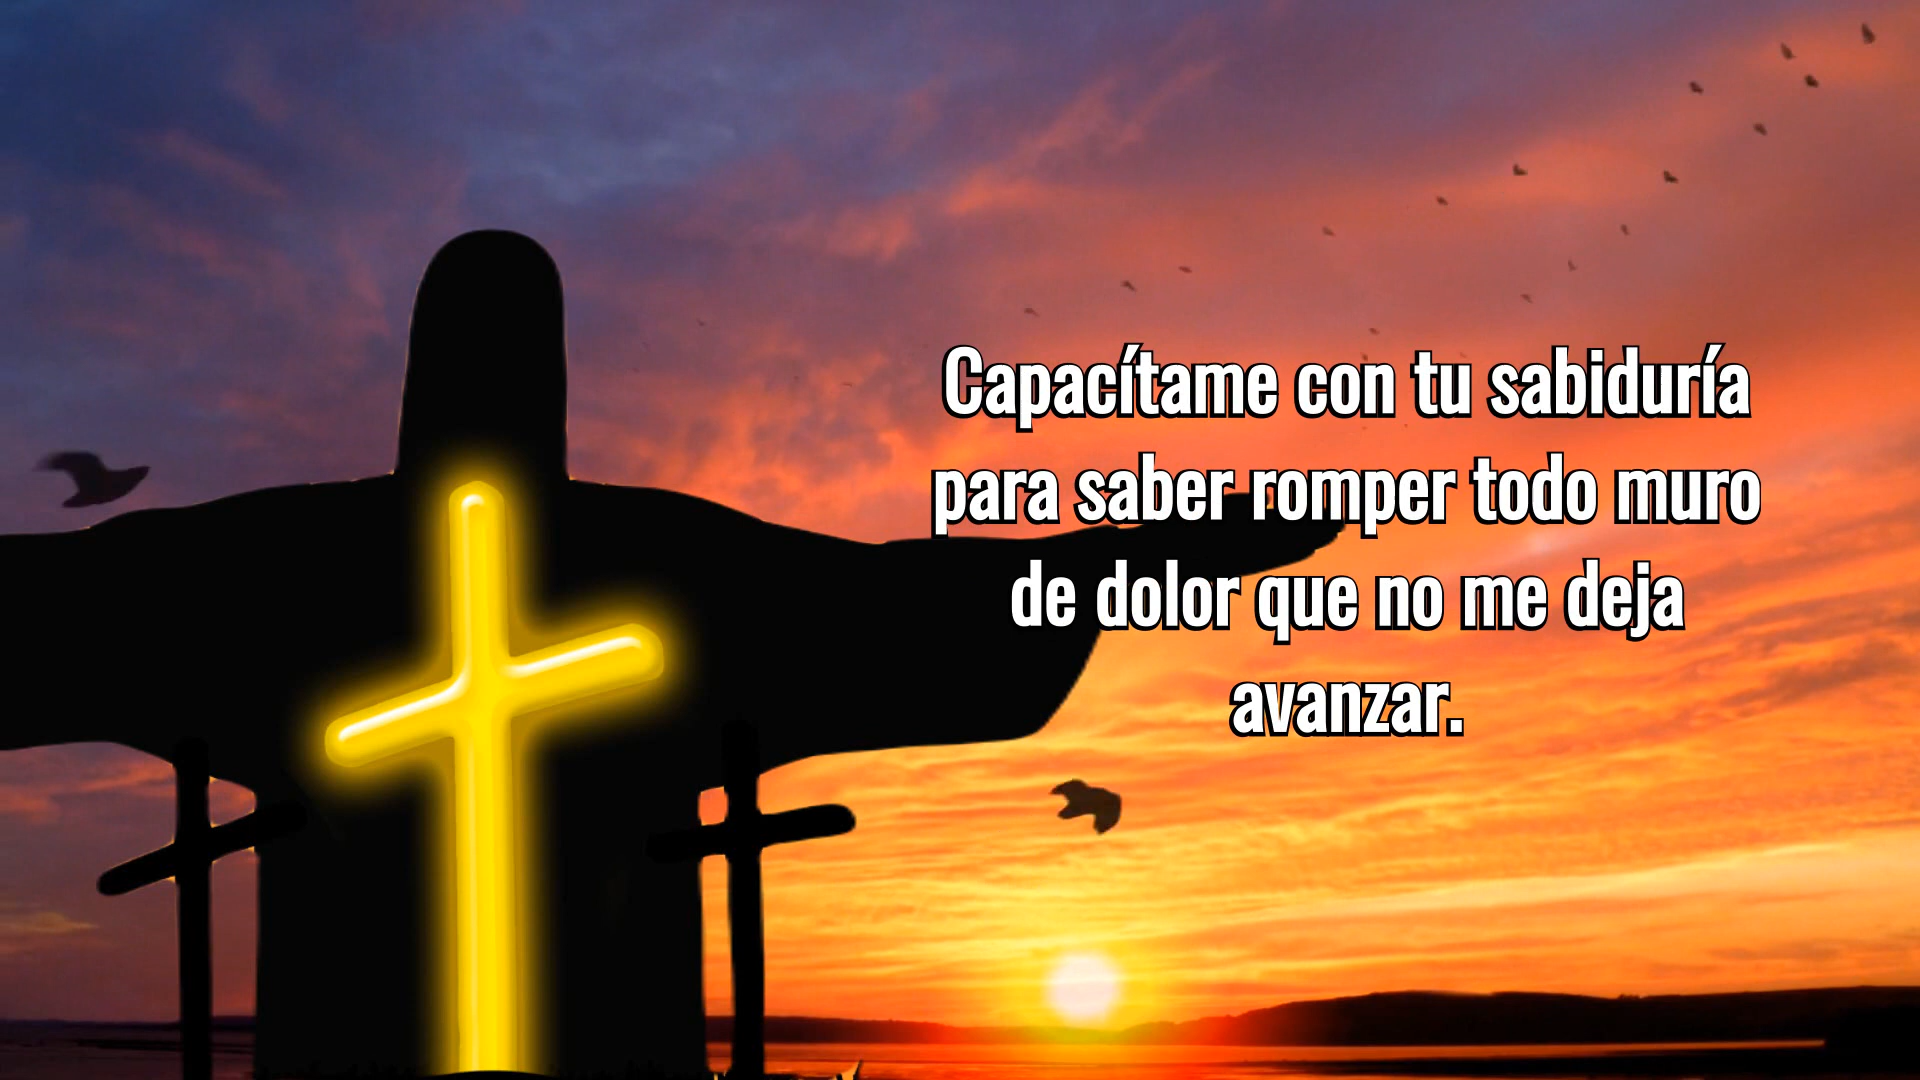 Capacítame con tu sabiduría
para saber romper todo muro
de dolor que no me deja
avanzar.